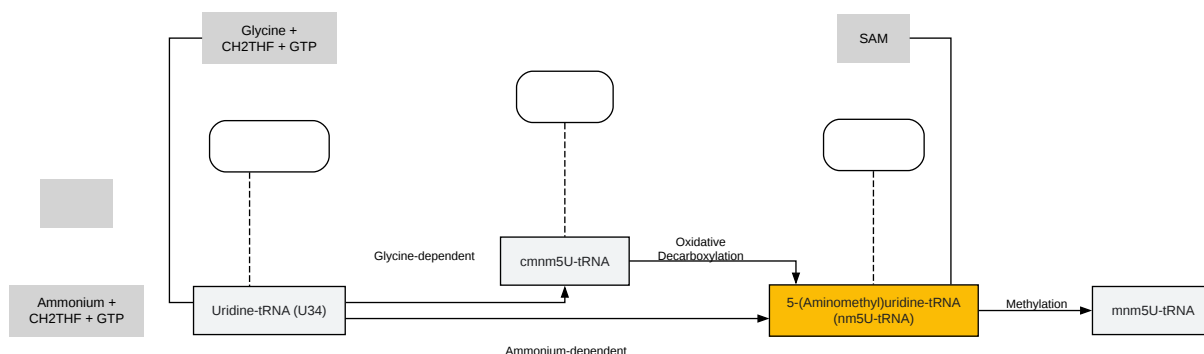 Glycine +
CH2THF + GTP
SAM
Glycine-dependent
cmnm5U-tRNA
Oxidative
Decarboxylation
Ammonium +
CH2THF + GTP
Uridine-tRNA (U34)
5-(Aminomethyl)uridine-tRNA
(nm5U-tRNA)
Methylation
mnm5U-tRNA
Ammonium-dependent